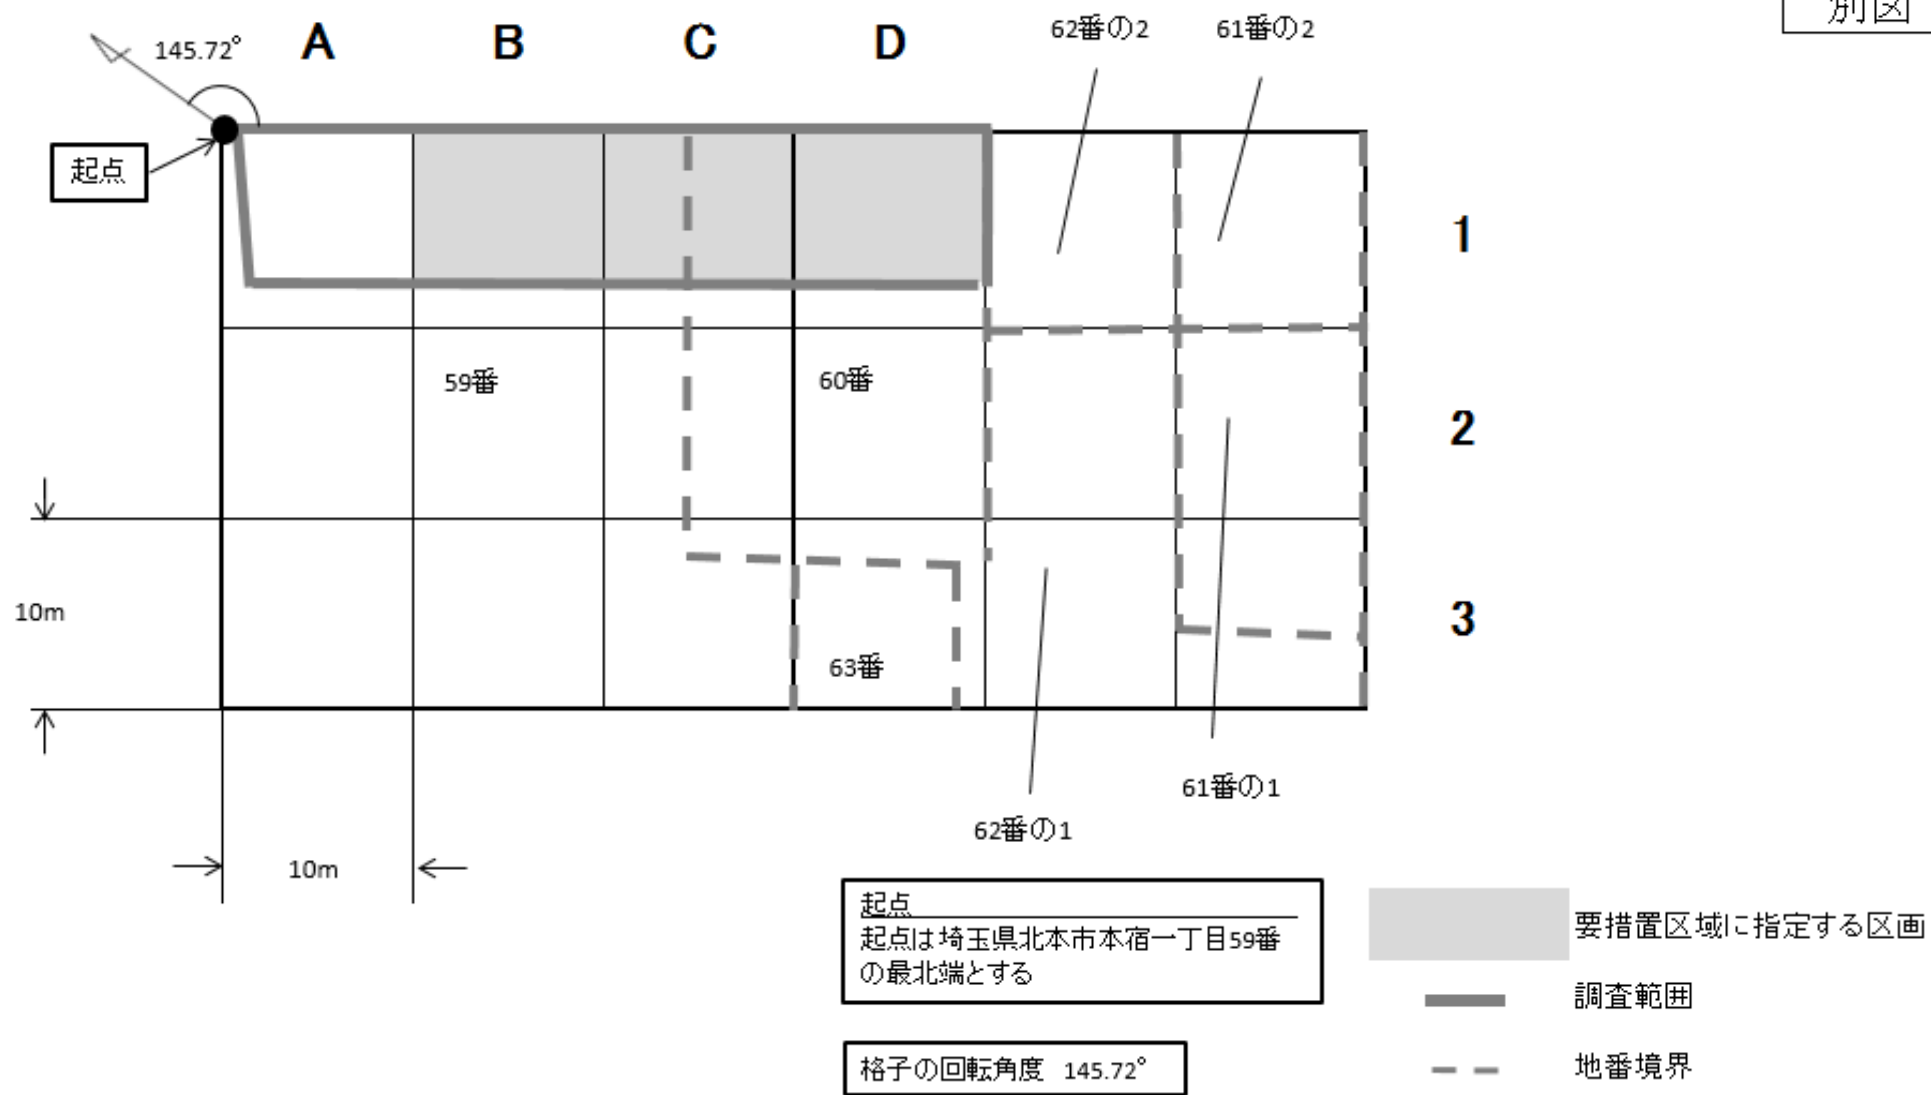 別図
62番の2
61番の2
145.72°
A
B
C
D
起点
1
59番
60番
2
10m
3
63番
61番の1
62番の1
10m
起点
起点は埼玉県北本市本宿一丁目59番
の最北端とする
要措置区域に指定する区画
調査範囲
格子の回転角度 145.72°
地番境界